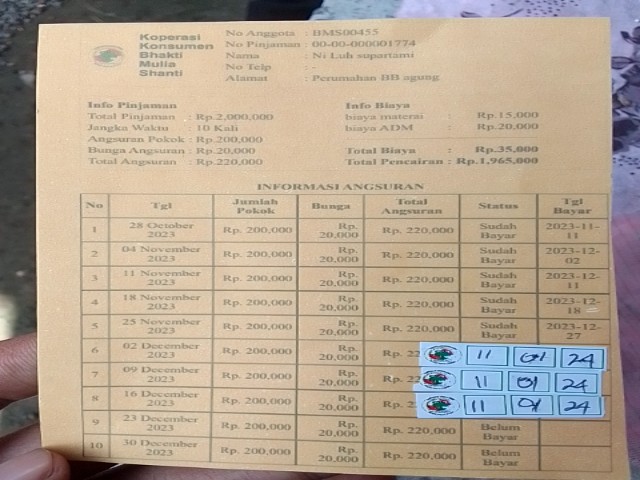 Koperasi
Konsumen
Bhakti
Mulia
Shanti
No Anggota : BMS00455
No Pinjaman : 00-00-000001774
Nama : Ni Luh supartami
No Telp : -
Alamat : Perumahan BB agung
Info Pinjaman
Total Pinjaman : Rp.2,000,000
Jangka Waktu : 10 Kali
Angsuran Pokok : Rp.200,000
Bunga Angsuran : Rp.20,000
Total Angsuran : Rp.220,000
Info Biaya
biaya materai : Rp.15,000
biaya ADM : Rp.20,000
Total Biaya : Rp.35,000
Total Pencairan : Rp.1,965,000
INFORMASI ANGSURAN
No Tgl Jumlah Pokok Bunga Total Angsuran Status Tgl Bayar
1 28 October 2023 Rp. 200,000 Rp. 20,000 Rp. 220,000 Sudah Bayar 2023-11-11
2 04 November 2023 Rp. 200,000 Rp. 20,000 Rp. 220,000 Sudah Bayar 2023-12-02
3 11 November 2023 Rp. 200,000 Rp. 20,000 Rp. 220,000 Sudah Bayar 2023-12-11
4 18 November 2023 Rp. 200,000 Rp. 20,000 Rp. 220,000 Sudah Bayar 2023-12-18
5 25 November 2023 Rp. 200,000 Rp. 20,000 Rp. 220,000 Sudah Bayar 2023-12-27
6 02 December 2023 Rp. 200,000 Rp. 20,000 Rp. 22 11 01 24
7 09 December 2023 Rp. 200,000 Rp. 20,000 Rp. 22 11 01 24
8 16 December 2023 Rp. 200,000 Rp. 20,000 Rp. 2 11 01 24
9 23 December 2023 Rp. 200,000 Rp. 20,000 Rp. 220,000 Belum Bayar
10 30 December 2023 Rp. 200,000 Rp. 20,000 Rp. 220,000 Belum Bayar